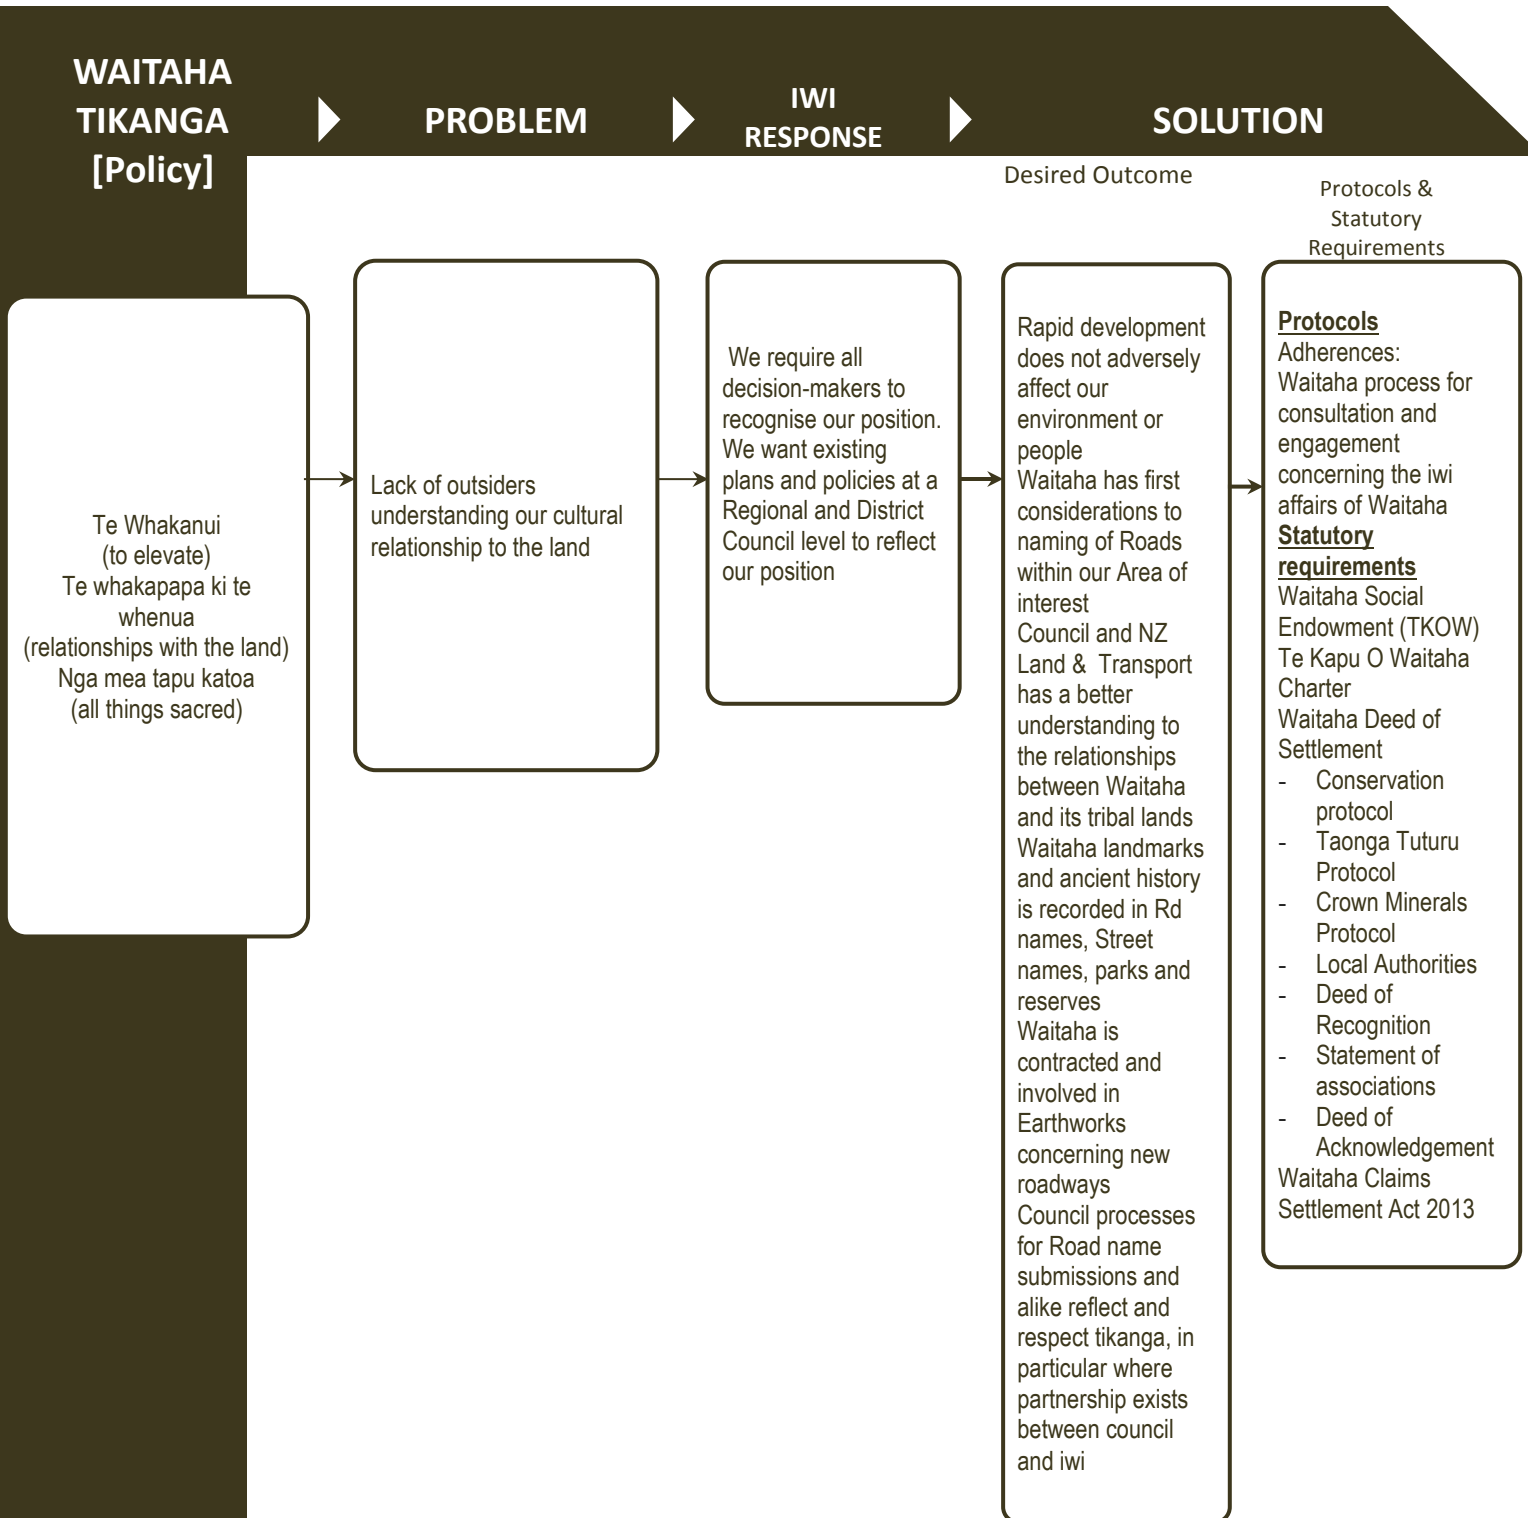 WAITAHA
TIKANGA
[Policy]
PROBLEM
IWI
RESPONSE
SOLUTION
Desired Outcome
Protocols &
Statutory
Requirements
Te Whakanui
(to elevate)
Te whakapapa ki te
whenua
(relationships with the land)
Nga mea tapu katoa
(all things sacred)
Lack of outsiders
understanding our cultural
relationship to the land
We require all
decision-makers to
recognise our position.
We want existing
plans and policies at a
Regional and District
Council level to reflect
our position
Rapid development
does not adversely
affect our
environment or
people
Waitaha has first
considerations to
naming of Roads
within our Area of
interest
Council and NZ
Land & Transport
has a better
understanding to
the relationships
between Waitaha
and its tribal lands
Waitaha landmarks
and ancient history
is recorded in Rd
names, Street
names, parks and
reserves
Waitaha is
contracted and
involved in
Earthworks
concerning new
roadways
Council processes
for Road name
submissions and
alike reflect and
respect tikanga, in
particular where
partnership exists
between council
and iwi
Protocols
Adherences:
Waitaha process for
consultation and
engagement
concerning the iwi
affairs of Waitaha
Statutory
requirements
Waitaha Social
Endowment (TKOW)
Te Kapu O Waitaha
Charter
Waitaha Deed of
Settlement
- Conservation
protocol
- Taonga Tuturu
Protocol
- Crown Minerals
Protocol
- Local Authorities
- Deed of
Recognition
- Statement of
associations
- Deed of
Acknowledgement
Waitaha Claims
Settlement Act 2013